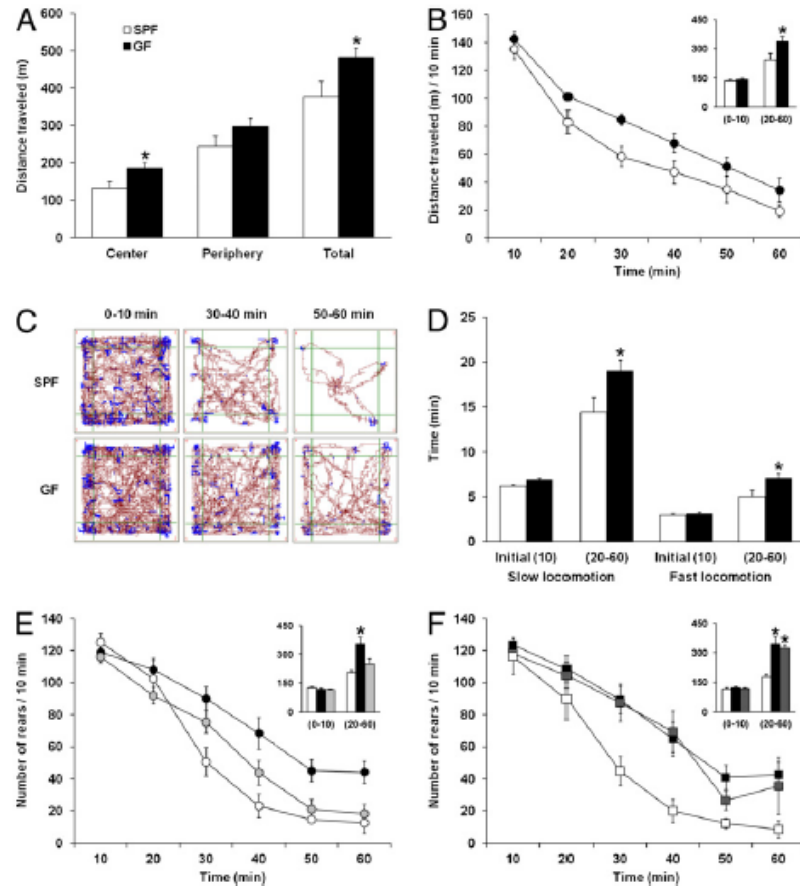 A
SPF
GF
Distance traveled (m)
600
500
400
300
200
100
0
Center Periphery Total
* *
B
Distance traveled (m) / 10 min
160
140
120
100
80
60
40
20
0
10 20 30 40 50 60
Time (min)
450
300
150
0
(0-10) (20-60)
*
C
0-10 min 30-40 min 50-60 min
SPF
GF
D
Time (min)
25
20
15
10
5
0
Initial (10) (20-60) Initial (10) (20-60)
Slow locomotion Fast locomotion
* *
E
Number of rears / 10 min
140
120
100
80
60
40
20
0
10 20 30 40 50 60
Time (min)
450
300
150
0
(0-10) (20-60)
*
F
Number of rears / 10 min
140
120
100
80
60
40
20
0
10 20 30 40 50 60
Time (min)
450
300
150
0
(0-10) (20-60)
* *